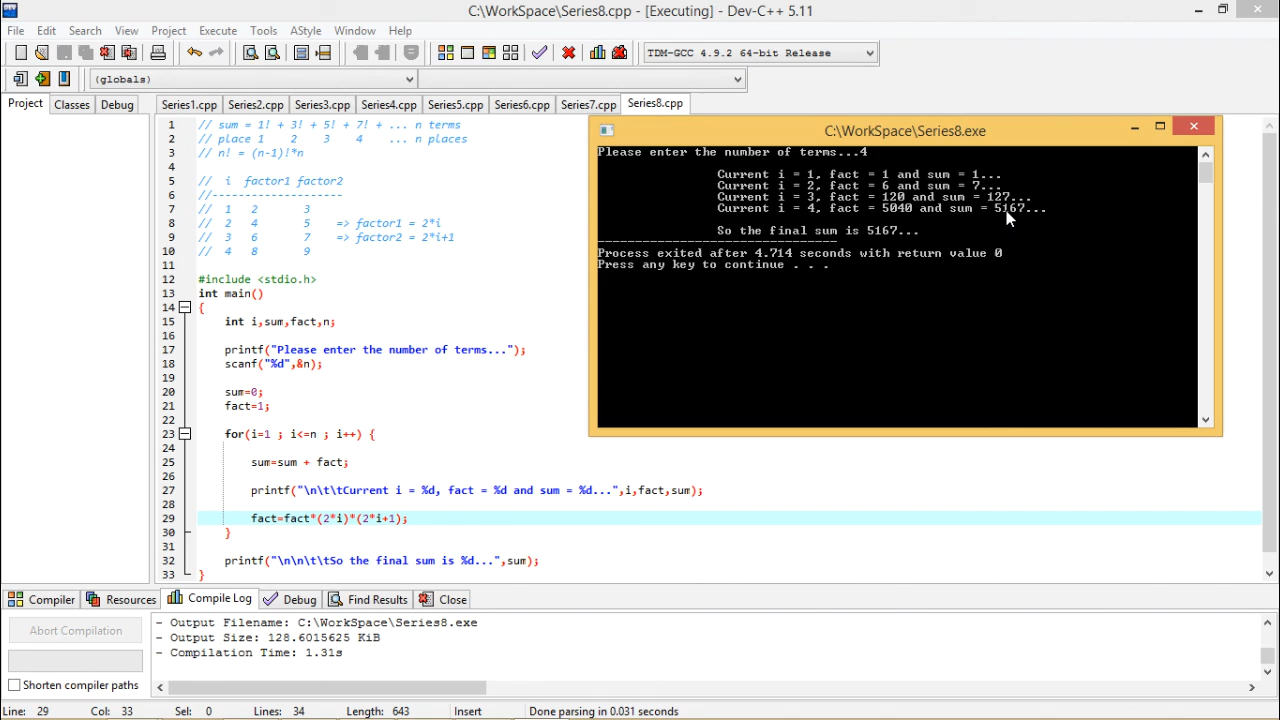 C:\WorkSpace\Series8.cpp - [Executing] - Dev-C++ 5.11
File Edit Search View Project Execute Tools AStyle Window Help
TDM-GCC 4.9.2 64-bit Release
(globals)
Project Classes Debug
Series1.cpp Series2.cpp Series3.cpp Series4.cpp Series5.cpp Series6.cpp Series7.cpp Series8.cpp
1 // sum = 1! + 3! + 5! + 7! + ... n terms
2 // place 1 2 3 4 ... n places
3 // n! = (n-1)!*n
4
5 // i factor1 factor2
6 //--------------------
7 // 1 2 3
8 // 2 4 5 => factor1 = 2*i
9 // 3 6 7 => factor2 = 2*i+1
10 // 4 8 9
11
12 #include <stdio.h>
13 int main()
14 {
15 int i,sum,fact,n;
16
17 printf("Please enter the number of terms...");
18 scanf("%d",&n);
19
20 sum=0;
21 fact=1;
22
23 for(i=1 ; i<=n ; i++) {
24
25 sum=sum + fact;
26
27 printf("\n\t\tCurrent i = %d, fact = %d and sum = %d...",i,fact,sum);
28
29 fact=fact*(2*i)*(2*i+1);
30 }
31
32 printf("\n\n\t\tSo the final sum is %d...",sum);
33 }
C:\WorkSpace\Series8.exe
Please enter the number of terms...4
Current i = 1, fact = 1 and sum = 1...
Current i = 2, fact = 6 and sum = 7...
Current i = 3, fact = 120 and sum = 127...
Current i = 4, fact = 5040 and sum = 5167...
So the final sum is 5167...
--------------------------------
Process exited after 4.714 seconds with return value 0
Press any key to continue . . .
Compiler Resources Compile Log Debug Find Results Close
Abort Compilation
Shorten compiler paths
- Output Filename: C:\WorkSpace\Series8.exe
- Output Size: 128.6015625 KiB
- Compilation Time: 1.31s
Line: 29 Col: 33 Sel: 0 Lines: 34 Length: 643 Insert Done parsing in 0.031 seconds